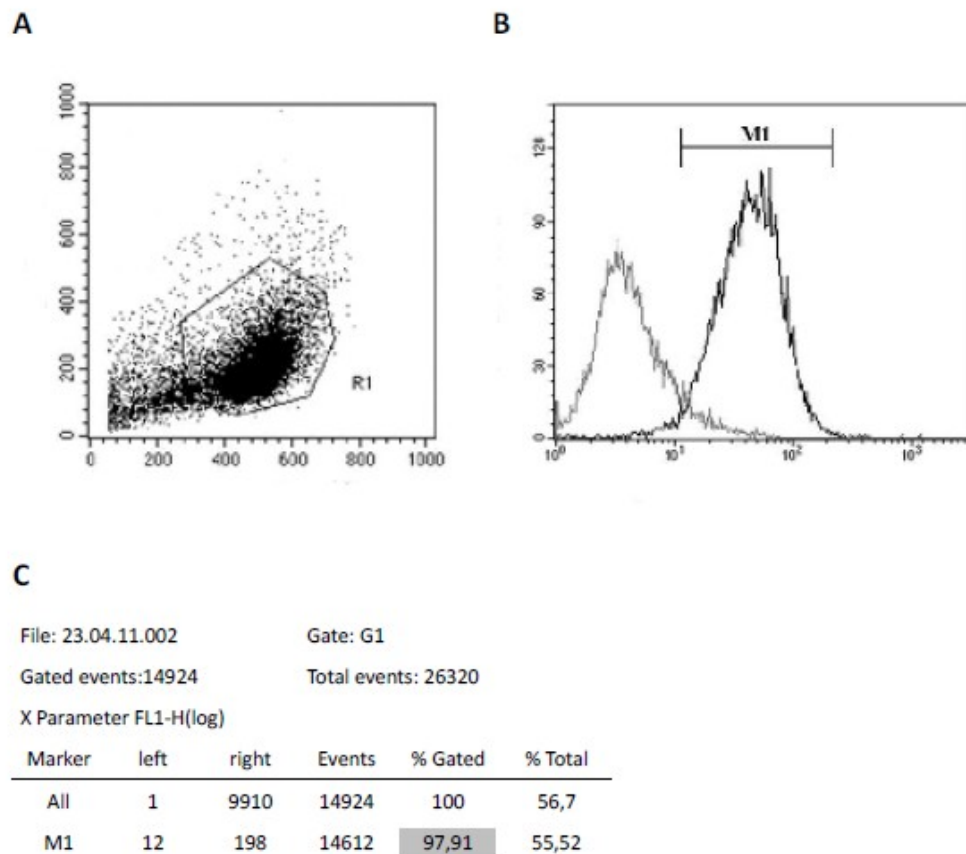 A
B
1000
800
600
400
200
0
0 200 400 600 800 1000
R1
M1
120
90
60
30
0
10⁰ 10¹ 10² 10³
C
File: 23.04.11.002 Gate: G1
Gated events:14924 Total events: 26320
X Parameter FL1-H(log)
Marker left right Events % Gated % Total
All 1 9910 14924 100 56,7
M1 12 198 14612 97,91 55,52